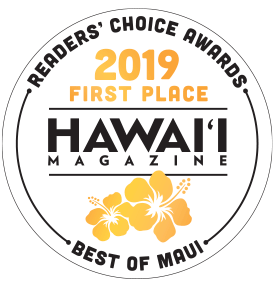 READERS' CHOICE AWARDS
2019
FIRST PLACE
HAWAI‘I
MAGAZINE
BEST OF MAUI